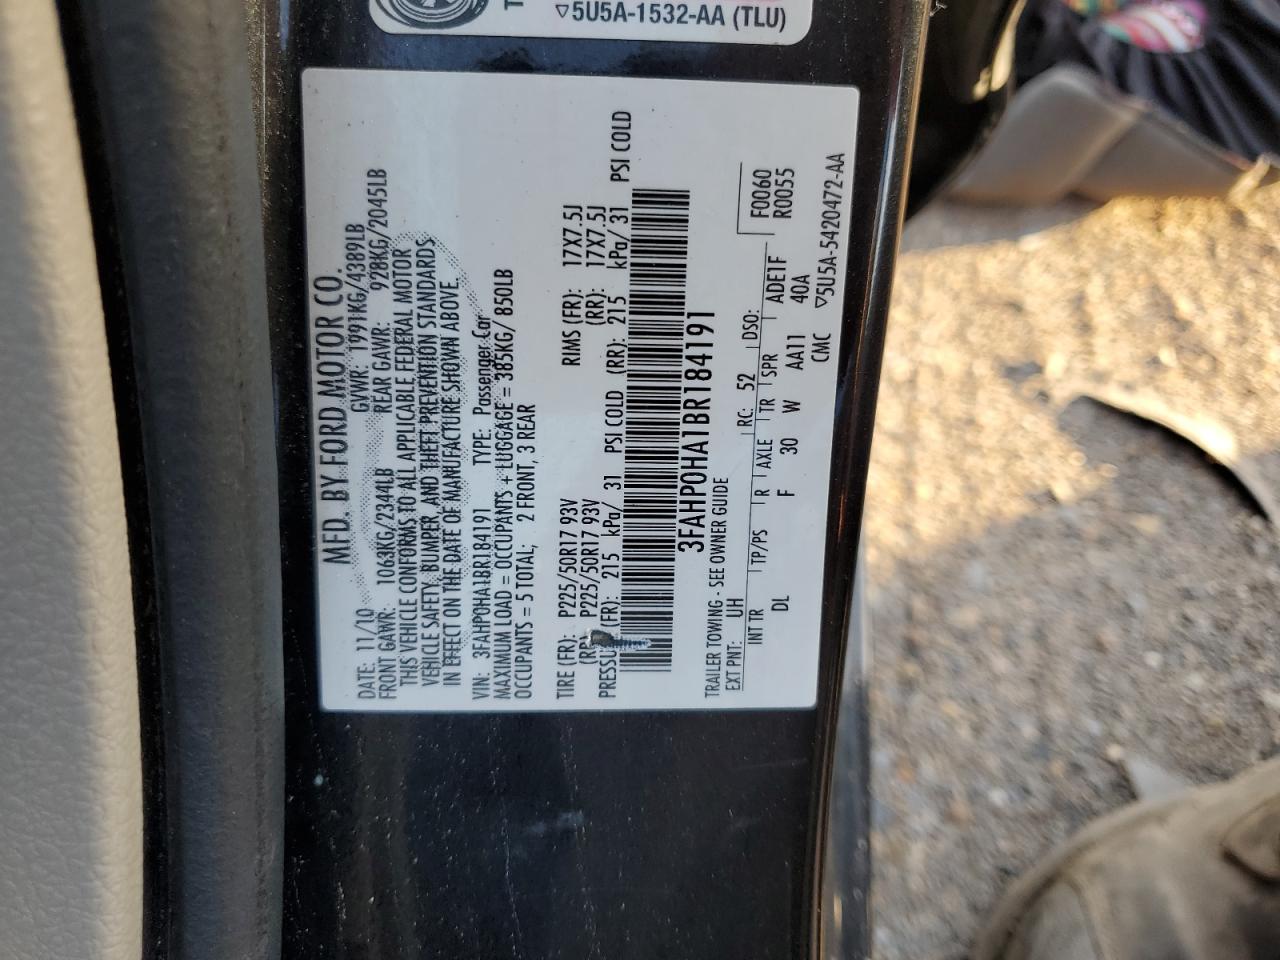 ▽5U5A-1532-AA (TLU)
MFD. BY FORD MOTOR CO.
DATE: 11/10 GVWR: 1991KG/4389LB
FRONT GAWR: 1063KG/2344LB REAR GAWR: 928KG/2045LB
THIS VEHICLE CONFORMS TO ALL APPLICABLE FEDERAL MOTOR
VEHICLE SAFETY, BUMPER, AND THEFT PREVENTION STANDARDS
IN EFFECT ON THE DATE OF MANUFACTURE SHOWN ABOVE.
VIN: 3FAHP0HA1BR184191 TYPE: Passenger Car
MAXIMUM LOAD = OCCUPANTS + LUGGAGE = 385KG/ 850LB
OCCUPANTS = 5 TOTAL; 2 FRONT, 3 REAR
TIRE (FR): P225/50R17 93V RIMS (FR): 17X7.5J
P225/50R17 93V (RR): 17X7.5J
(FR): 215 kPa/ 31 PSI COLD (RR): 215 kPa/ 31 PSI COLD
3FAHP0HA1BR184191
TRAILER TOWING - SEE OWNER GUIDE
F0060
EXT PNT: UH RC: 52 DSO: R0055
INT TR TP/PS R AXLE TR SPR ADE1F
DL F 30 W AA11 40A
CMC ▽5U5A-5420472-AA